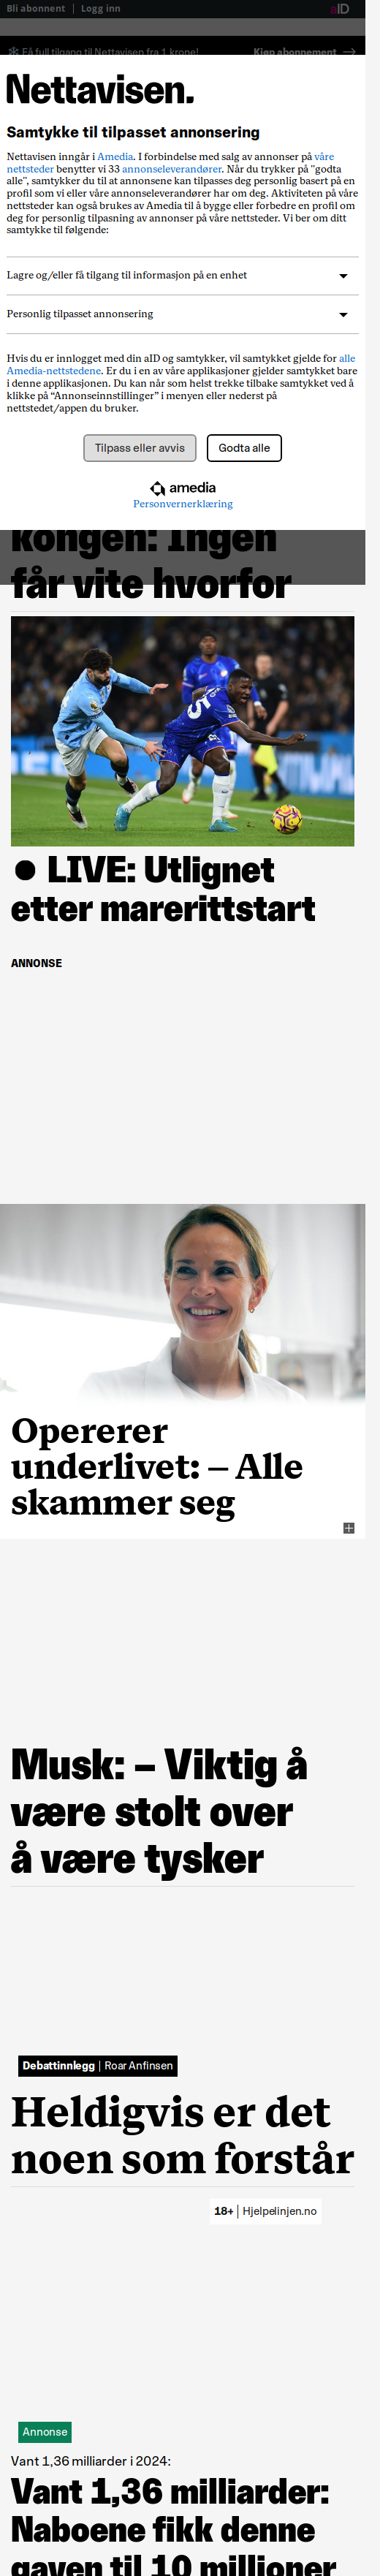 Bli abonnent | Logg inn
aID
Få full tilgang til Nettavisen fra 1 krone!
Kjøp abonnement
Nettavisen.
Samtykke til tilpasset annonsering
Nettavisen inngår i Amedia. I forbindelse med salg av annonser på våre
nettsteder benytter vi 33 annonseleverandører. Når du trykker på "godta
alle", samtykker du til at annonsene kan tilpasses deg personlig basert på en
profil som vi eller våre annonseleverandører har om deg. Aktiviteten på våre
nettsteder kan også brukes av Amedia til å bygge eller forbedre en profil om
deg for personlig tilpasning av annonser på våre nettsteder. Vi ber om ditt
samtykke til følgende:
Lagre og/eller få tilgang til informasjon på en enhet
Personlig tilpasset annonsering
Hvis du er innlogget med din aID og samtykker, vil samtykket gjelde for alle
Amedia-nettstedene. Er du i en av våre applikasjoner gjelder samtykket bare
i denne applikasjonen. Du kan når som helst trekke tilbake samtykket ved å
klikke på “Annonseinnstillinger” i menyen eller nederst på
nettstedet/appen du bruker.
Tilpass eller avvis
Godta alle
amedia
Personvernerklæring
kongen: Ingen
får vite hvorfor
LIVE: Utlignet
etter marerittstart
ANNONSE
Opererer
underlivet: – Alle
skammer seg
Musk: – Viktig å
være stolt over
å være tysker
Debattinnlegg | Roar Anfinsen
Heldigvis er det
noen som forstår
18+ | Hjelpelinjen.no
Annonse
Vant 1,36 milliarder i 2024:
Vant 1,36 milliarder:
Naboene fikk denne
gaven til 10 millioner